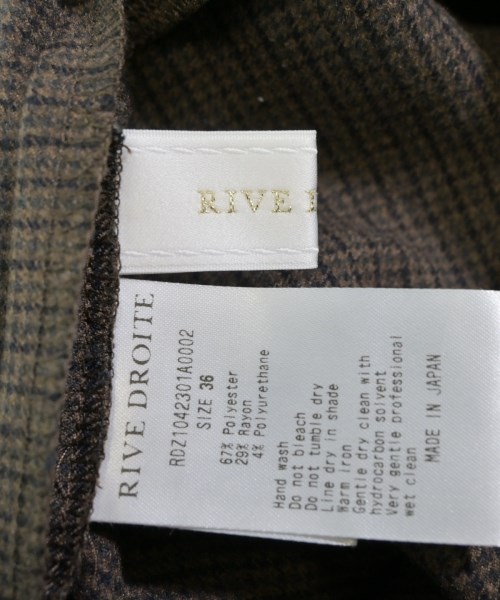 RIVE
RIVE DROITE
RDZ1042301A0002
SIZE 36
67% Polyester
29% Rayon
4% Polyurethane
Hand wash
Do not bleach
Do not tumble dry
Line dry in shade
Warm iron
Gentle dry clean with
hydrocarbon solvent
Very gentle professional
wet clean
MADE IN JAPAN